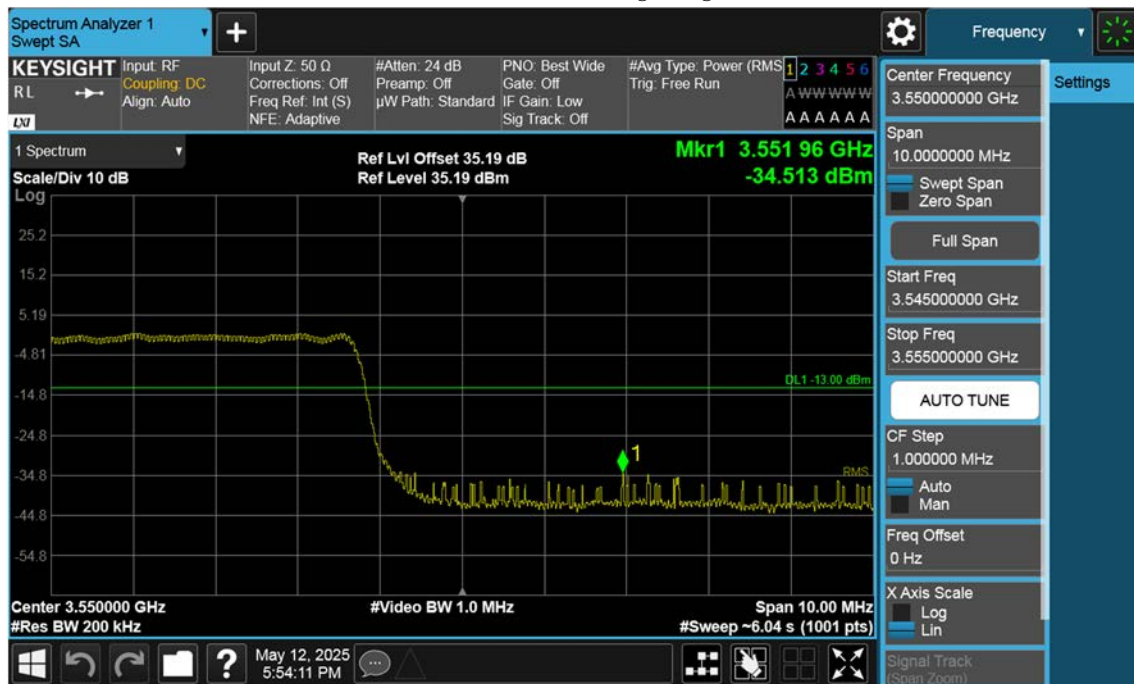 Spectrum Analyzer 1
Swept SA
+
Frequency
KEYSIGHT
RL
LXI
Input: RF
Coupling: DC
Align: Auto
Input Z: 50 Ω
Corrections: Off
Freq Ref: Int (S)
NFE: Adaptive
#Atten: 24 dB
Preamp: Off
µW Path: Standard
PNO: Best Wide
Gate: Off
IF Gain: Low
Sig Track: Off
#Avg Type: Power (RMS
Trig: Free Run
1 2 3 4 5 6
A W W W W W
A A A A A A
1 Spectrum
Scale/Div 10 dB
Log
Ref Lvl Offset 35.19 dB
Ref Level 35.19 dBm
Mkr1 3.551 96 GHz
-34.513 dBm
25.2
15.2
5.19
-4.81
-14.8
-24.8
-34.8
-44.8
-54.8
DL1 -13.00 dBm
1
RMS
Center 3.550000 GHz
#Res BW 200 kHz
#Video BW 1.0 MHz
Span 10.00 MHz
#Sweep ~6.04 s (1001 pts)
Center Frequency
3.550000000 GHz
Span
10.0000000 MHz
Swept Span
Zero Span
Full Span
Start Freq
3.545000000 GHz
Stop Freq
3.555000000 GHz
AUTO TUNE
CF Step
1.000000 MHz
Auto
Man
Freq Offset
0 Hz
X Axis Scale
Log
Lin
Signal Track
(Span Zoom)
Settings
?
May 12, 2025
5:54:11 PM